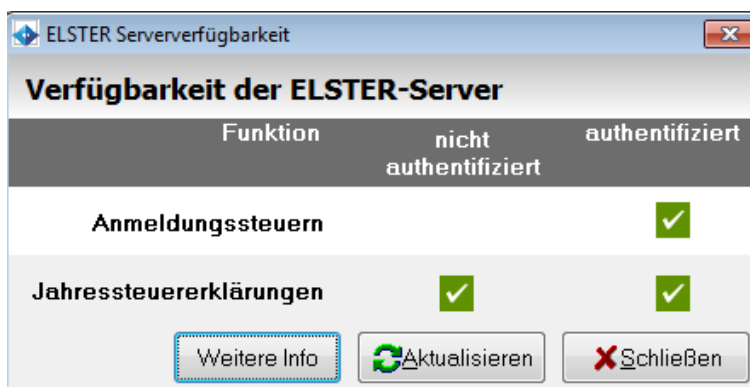 ELSTER Serververfügbarkeit
Verfügbarkeit der ELSTER-Server
Funktion
nicht
authentifiziert
authentifiziert
Anmeldungssteuern
Jahressteuererklärungen
Weitere Info
Aktualisieren
Schließen